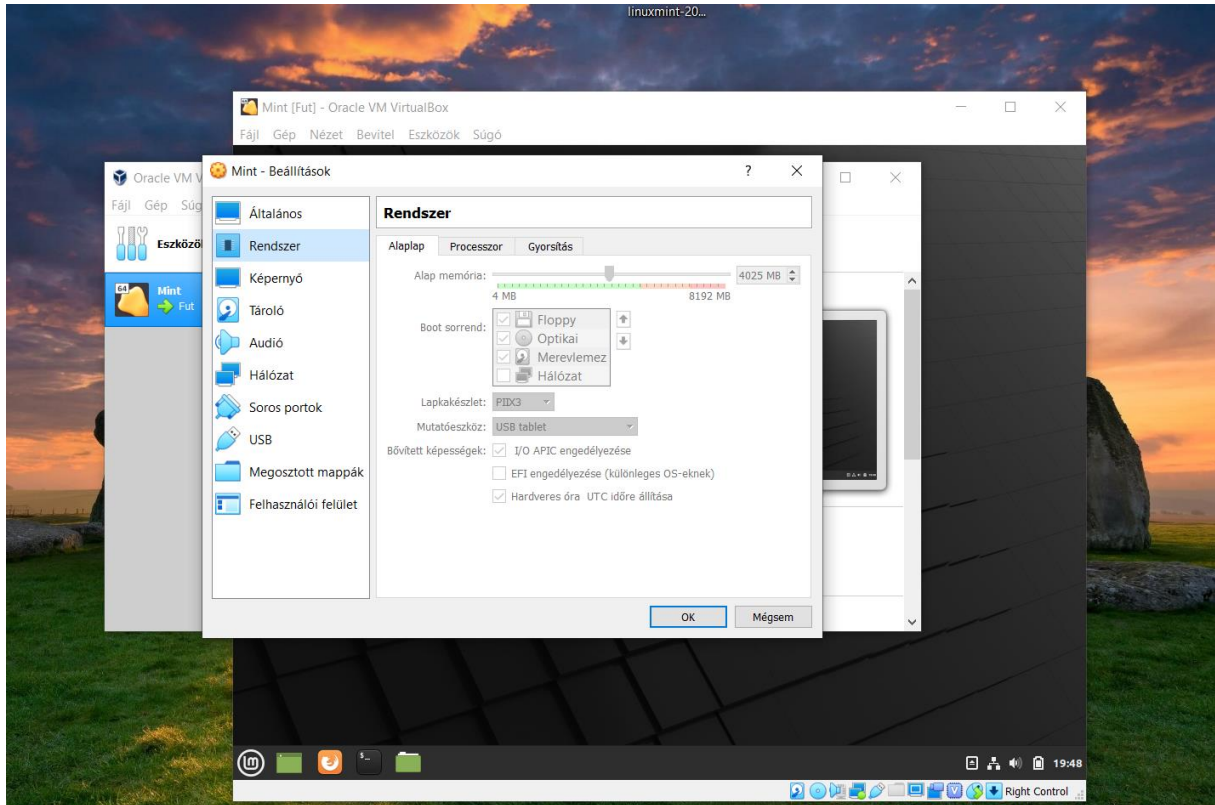 linuxmint-20...
Mint [Fut] - Oracle VM VirtualBox
Fájl Gép Nézet Bevitel Eszközök Súgó
Oracle VM V
Fájl Gép Súg
Eszközö
64 Mint
Fut
Mint - Beállítások
Általános
Rendszer
Képernyő
Tároló
Audió
Hálózat
Soros portok
USB
Megosztott mappák
Felhasználói felület
Rendszer
Alaplap Processzor Gyorsítás
Alap memória: 4025 MB
4 MB 8192 MB
Boot sorrend: Floppy
Optikai
Merevlemez
Hálózat
Lapkakészlet: PIIX3
Mutatóeszköz: USB tablet
Bővített képességek: I/O APIC engedélyezése
EFI engedélyezése (különleges OS-eknek)
Hardveres óra UTC időre állítása
OK Mégsem
19:48
Right Control